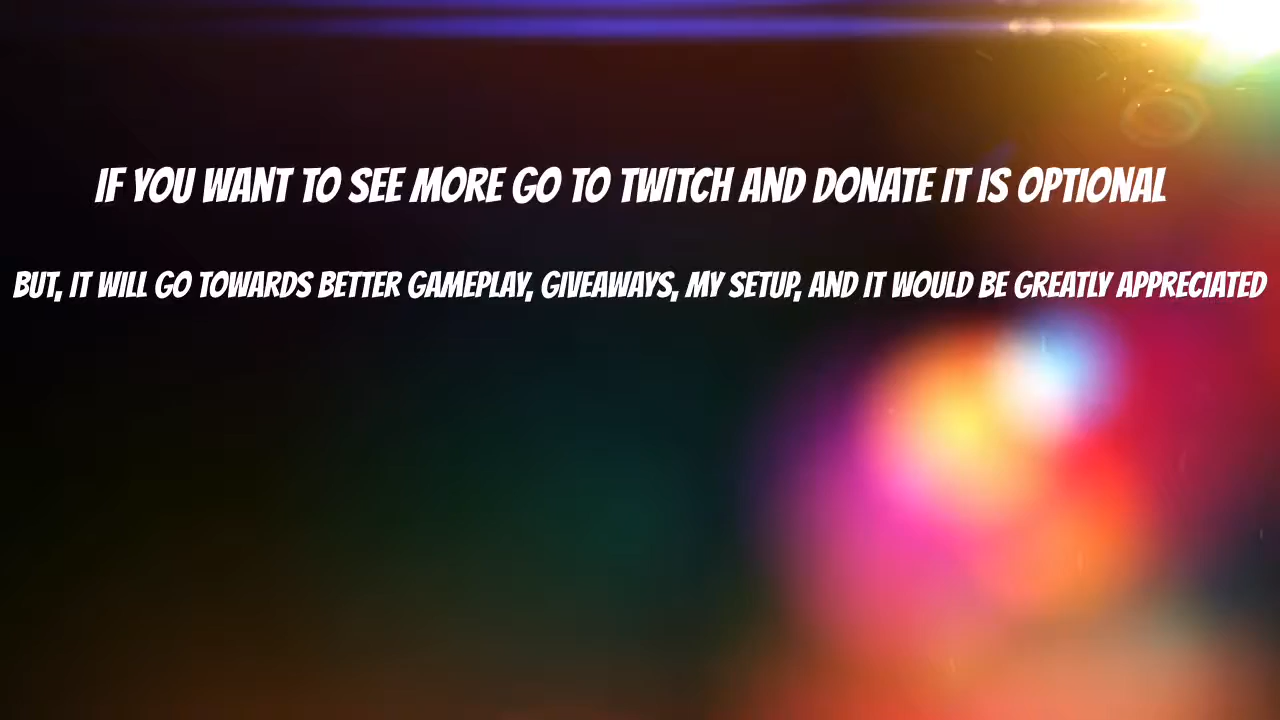 IF YOU WANT TO SEE MORE GO TO TWITCH AND DONATE IT IS OPTIONAL
BUT, IT WILL GO TOWARDS BETTER GAMEPLAY, GIVEAWAYS, MY SETUP, AND IT WOULD BE GREATLY APPRECIATED